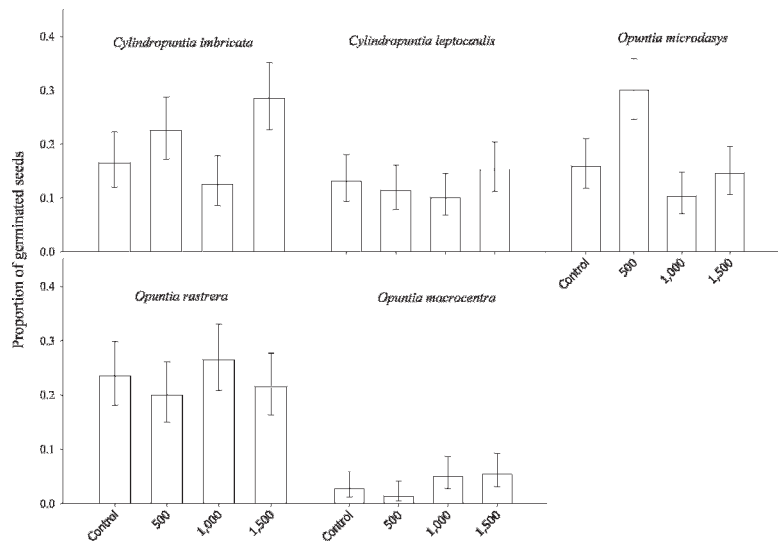 Proportion of germinated seeds
0.4
0.3
0.2
0.1
0.0
Cylindropuntia imbricata
Cylindropuntia leptocaulis
Opuntia microdasys
Control
500
1,000
1,500
0.4
0.3
0.2
0.1
0.0
Opuntia rastrera
Opuntia macrocentra
Control
500
1,000
1,500
Control
500
1,000
1,500